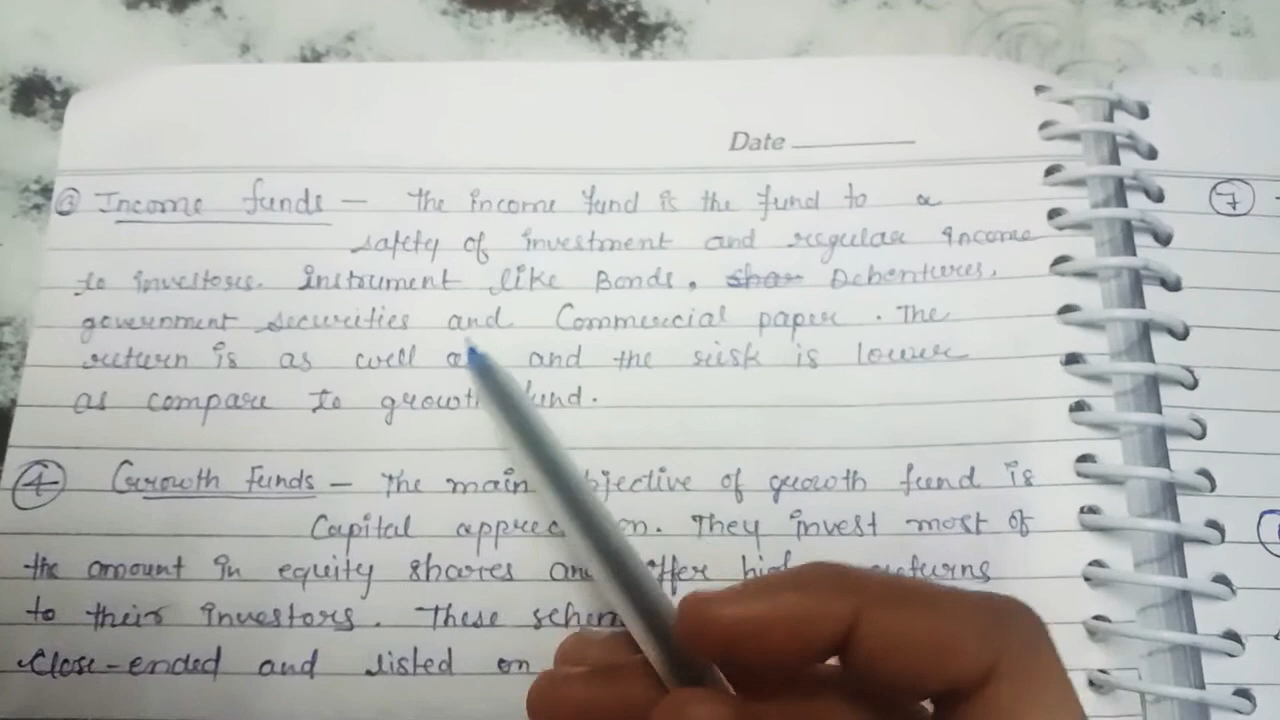 Date
③ Income funds – The income fund is the fund to a
safety of investment and regular income
to investors. Instrument like Bonds, Debentures,
government securities and Commercial paper. The
return is as well and the risk is lower
as compare to growth fund.
④ Growth Funds – The main objective of growth fund is
Capital They invest most of
the amount in equity shares and offer returns
to their investors. These
Close-ended and listed on
⑦